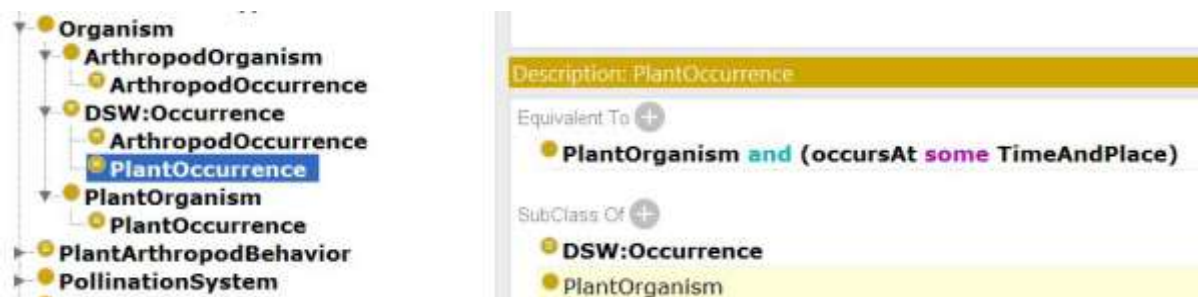 Organism
ArthropodOrganism
ArthropodOccurrence
DSW:Occurrence
ArthropodOccurrence
PlantOccurrence
PlantOrganism
PlantOccurrence
PlantArthropodBehavior
PollinationSystem
Description: PlantOccurrence
Equivalent To
PlantOrganism and (occursAt some TimeAndPlace)
SubClass Of
DSW:Occurrence
PlantOrganism